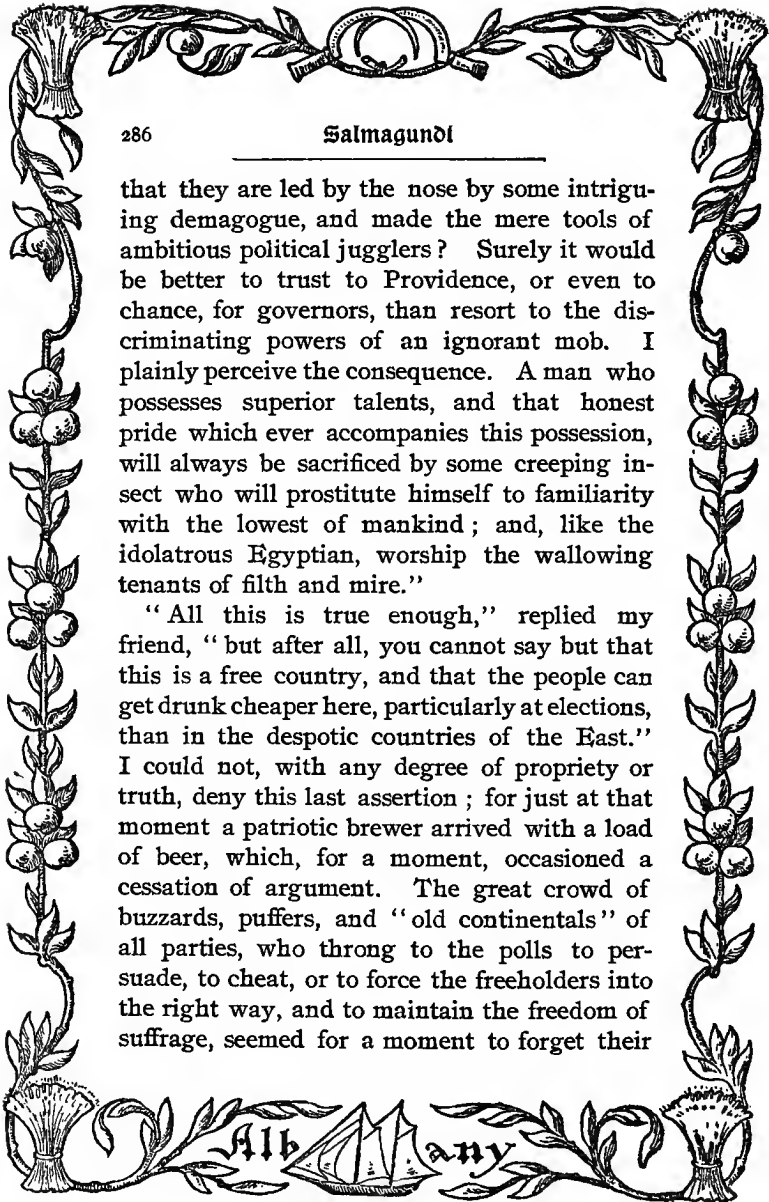 286 Salmagundi
that they are led by the nose by some intrigu-
ing demagogue, and made the mere tools of
ambitious political jugglers ? Surely it would
be better to trust to Providence, or even to
chance, for governors, than resort to the dis-
criminating powers of an ignorant mob. I
plainly perceive the consequence. A man who
possesses superior talents, and that honest
pride which ever accompanies this possession,
will always be sacrificed by some creeping in-
sect who will prostitute himself to familiarity
with the lowest of mankind ; and, like the
idolatrous Egyptian, worship the wallowing
tenants of filth and mire."
"All this is true enough," replied my
friend, "but after all, you cannot say but that
this is a free country, and that the people can
get drunk cheaper here, particularly at elections,
than in the despotic countries of the East."
I could not, with any degree of propriety or
truth, deny this last assertion ; for just at that
moment a patriotic brewer arrived with a load
of beer, which, for a moment, occasioned a
cessation of argument. The great crowd of
buzzards, puffers, and "old continentals" of
all parties, who throng to the polls to per-
suade, to cheat, or to force the freeholders into
the right way, and to maintain the freedom of
suffrage, seemed for a moment to forget their
Albany